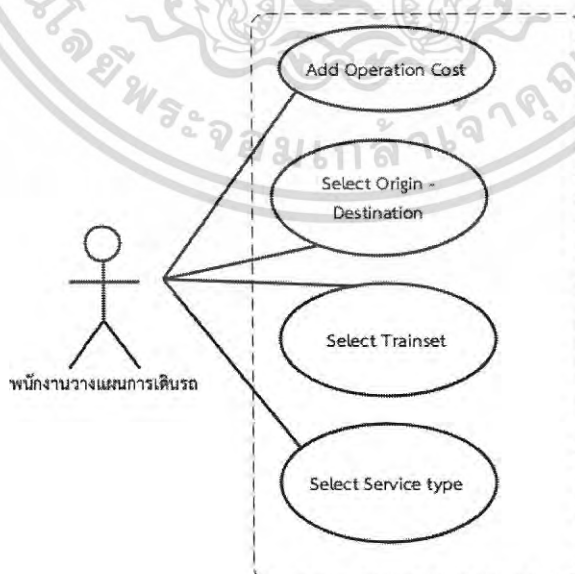 Add Operation Cost
Select Origin -
Destination
Select Trainset
พนักงานวางแผนการเดินรถ
Select Service type